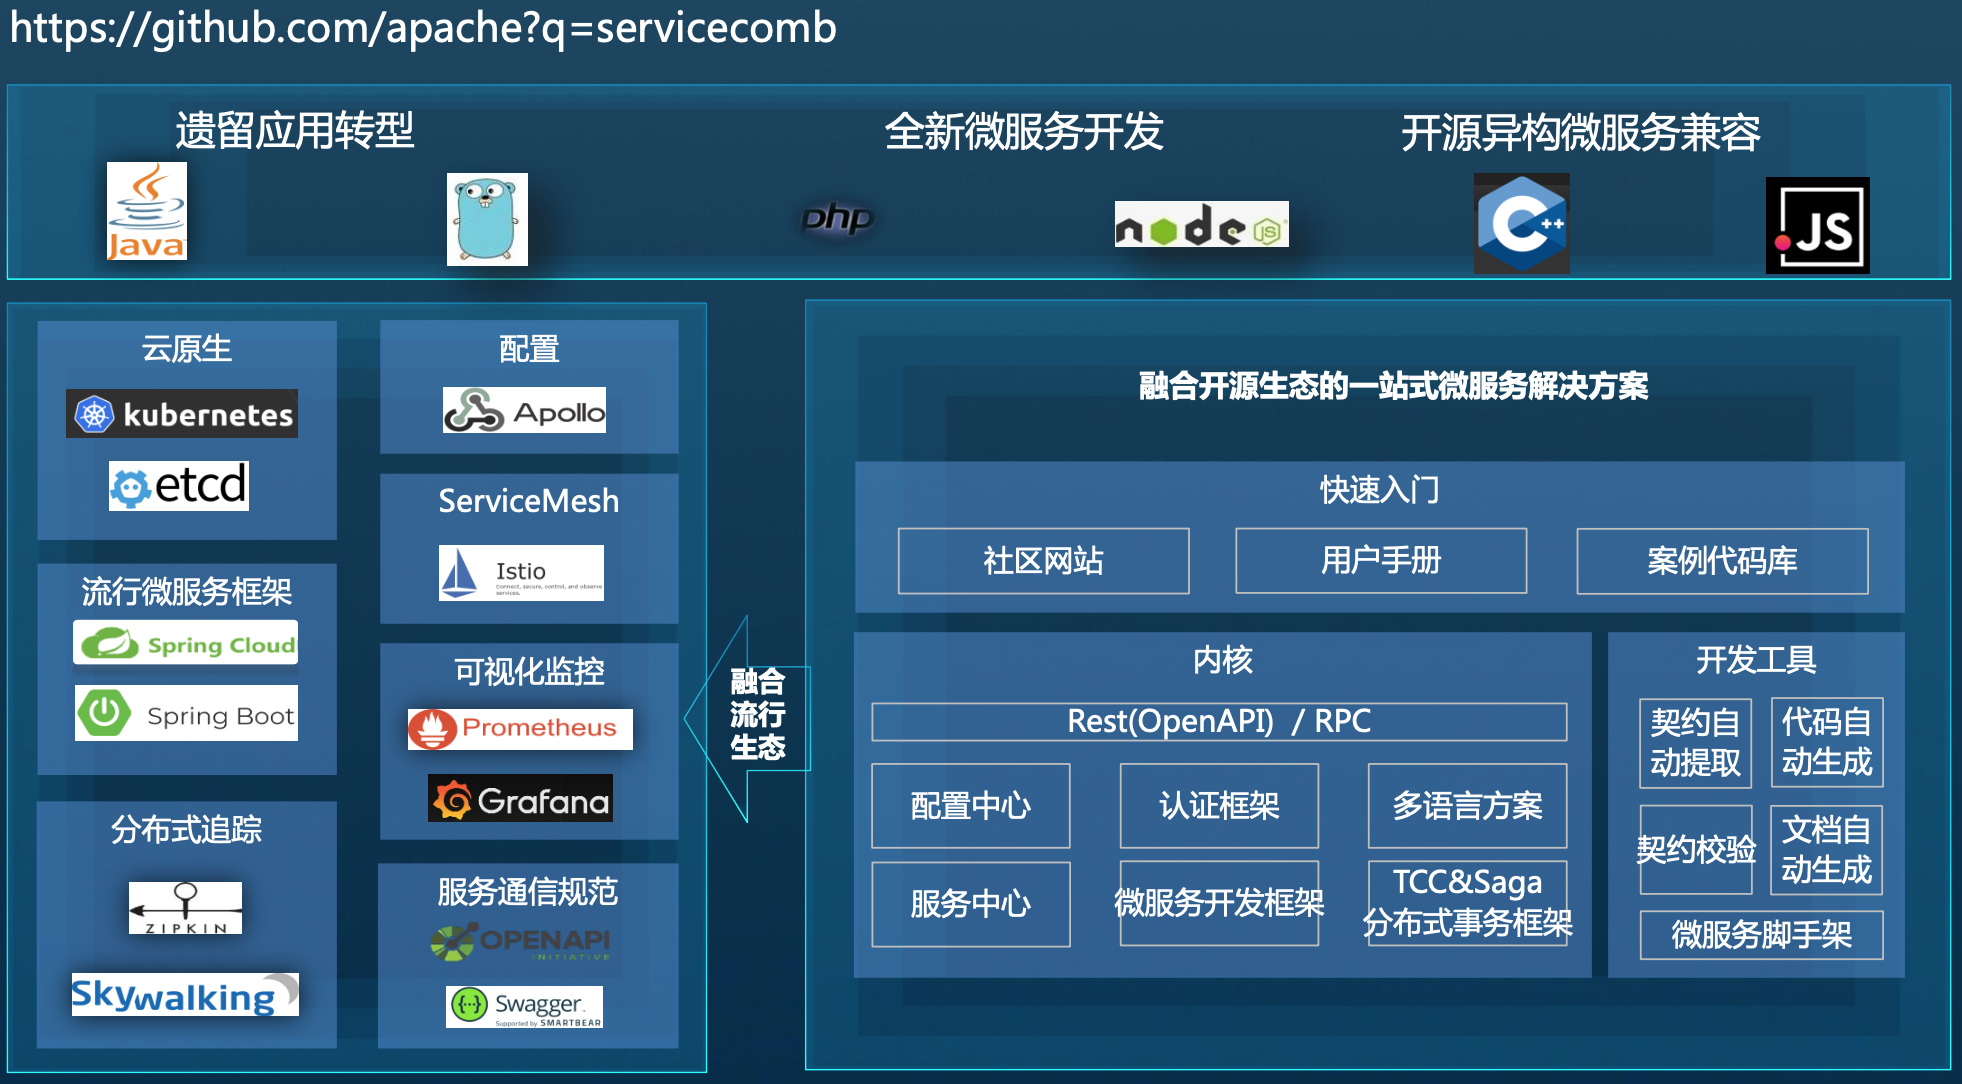 https://github.com/apache?q=servicecomb
遗留应用转型
全新微服务开发
开源异构微服务兼容
Java
php
node JS
C++
JS
云原生
kubernetes
etcd
流行微服务框架
Spring Cloud
Spring Boot
分布式追踪
ZIPKIN
Skywalking
配置
Apollo
ServiceMesh
Istio
Connect, secure, control, and observe
services.
可视化监控
Prometheus
Grafana
服务通信规范
OPENAPI
INITIATIVE
{··}
Swagger
Supported by SMARTBEAR
融合
流行
生态
融合开源生态的一站式微服务解决方案
快速入门
社区网站
用户手册
案例代码库
内核
Rest(OpenAPI) / RPC
配置中心
认证框架
多语言方案
服务中心
微服务开发框架
TCC&Saga
分布式事务框架
开发工具
契约自
动提取
代码自
动生成
契约校验
文档自
动生成
微服务脚手架